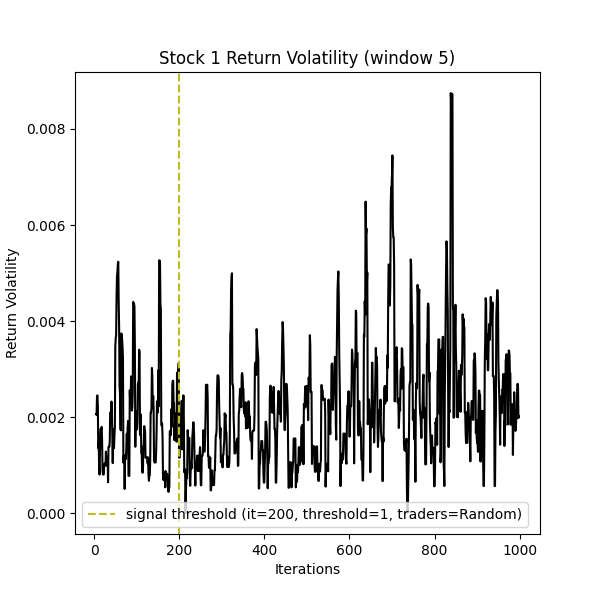 Stock 1 Return Volatility (window 5)
Return Volatility
0.008
0.006
0.004
0.002
0.000
signal threshold (it=200, threshold=1, traders=Random)
0 200 400 600 800 1000
Iterations